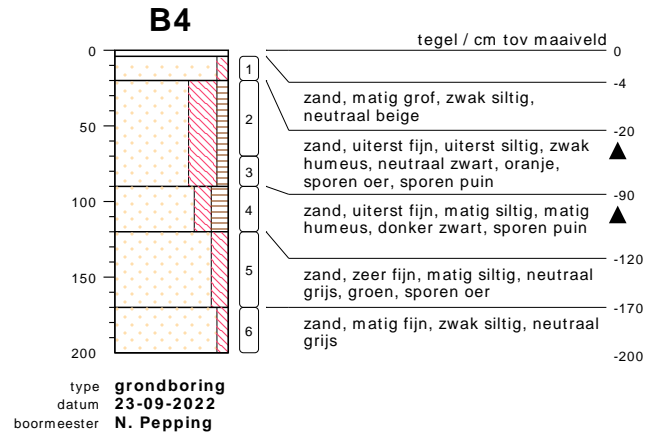 B4
tegel / cm tov maaiveld
0
0
-4
1
zand, matig grof, zwak siltig,
neutraal beige
-20
50
2
zand, uiterst fijn, uiterst siltig, zwak
humeus, neutraal zwart, oranje,
sporen oer, sporen puin
3
-90
100
4
zand, uiterst fijn, matig siltig, matig
humeus, donker zwart, sporen puin
-120
150
5
zand, zeer fijn, matig siltig, neutraal
grijs, groen, sporen oer
-170
6
zand, matig fijn, zwak siltig, neutraal
grijs
200
-200
type grondboring
datum 23-09-2022
boormeester N. Pepping